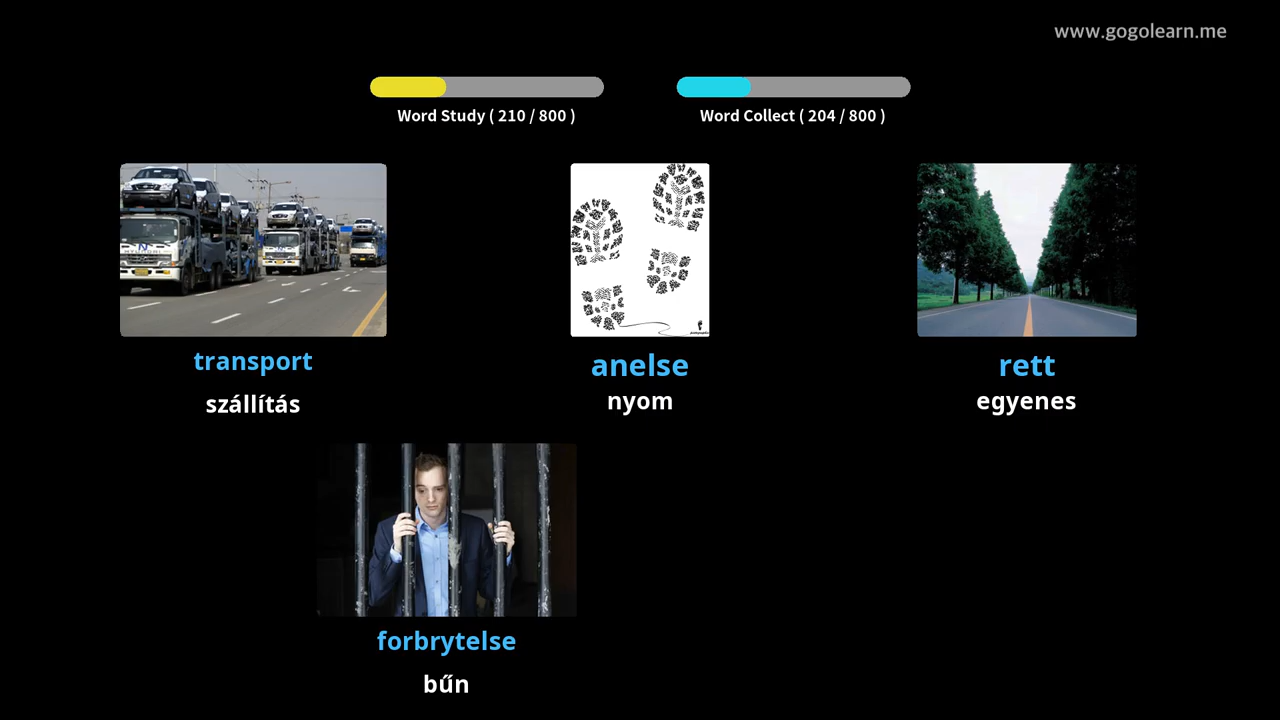 www.gogolearn.me
Word Study ( 210 / 800 )
Word Collect ( 204 / 800 )
transport
szállítás
anelse
nyom
rett
egyenes
forbrytelse
bűn